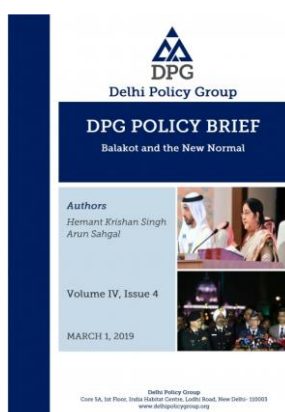 DPG
Delhi Policy Group
DPG POLICY BRIEF
Balakot and the New Normal
Authors
Hemant Krishan Singh
Arun Sahgal
Volume IV, Issue 4
MARCH 1, 2019
Delhi Policy Group
Core 5A, 1st Floor, India Habitat Centre, Lodhi Road, New Delhi- 110003
www.delhipolicygroup.org